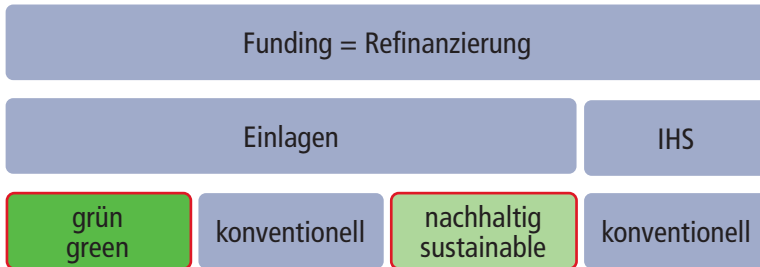 Funding = Refinanzierung
Einlagen
IHS
grün
green
konventionell
nachhaltig
sustainable
konventionell